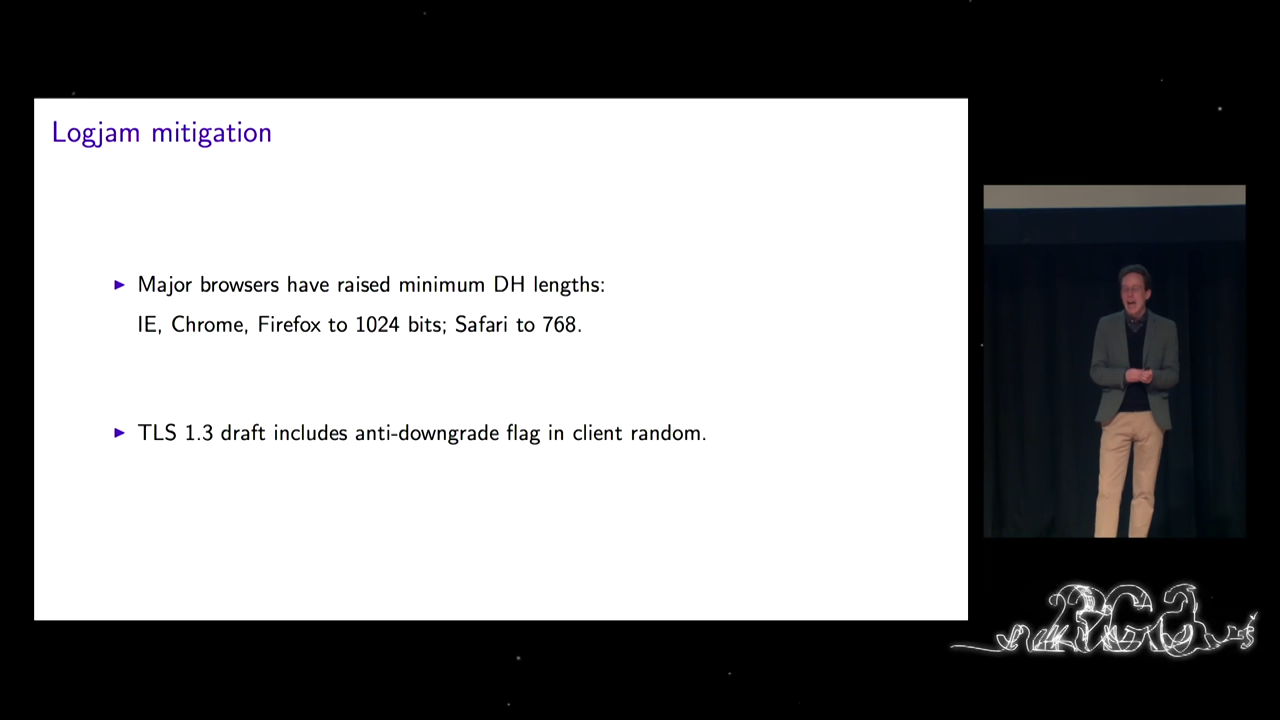 Logjam mitigation
Major browsers have raised minimum DH lengths:
IE, Chrome, Firefox to 1024 bits; Safari to 768.
TLS 1.3 draft includes anti-downgrade flag in client random.